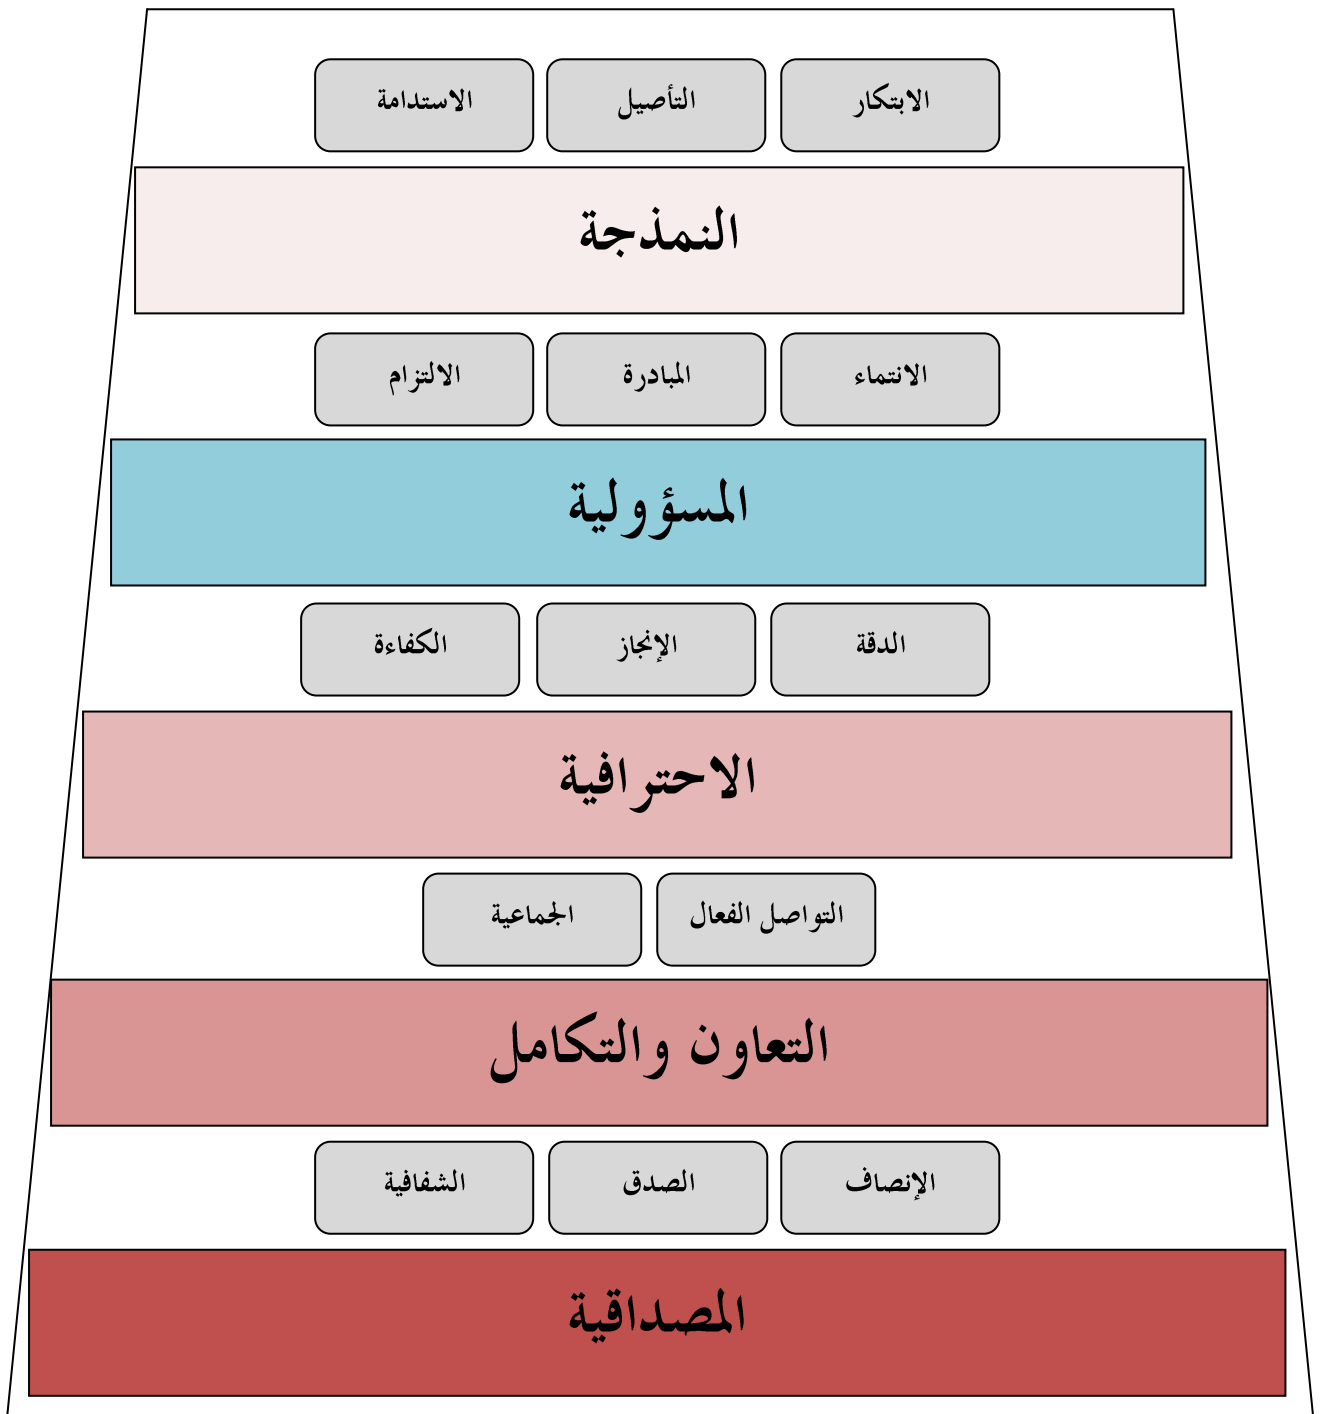 الابتكار
التأصيل
الاستدامة
النمذجة
الانتماء
المبادرة
الالتزام
المسؤولية
الدقة
الإنجاز
الكفاءة
الاحترافية
التواصل الفعال
الجماعية
التعاون والتكامل
الإنصاف
الصدق
الشفافية
المصداقية